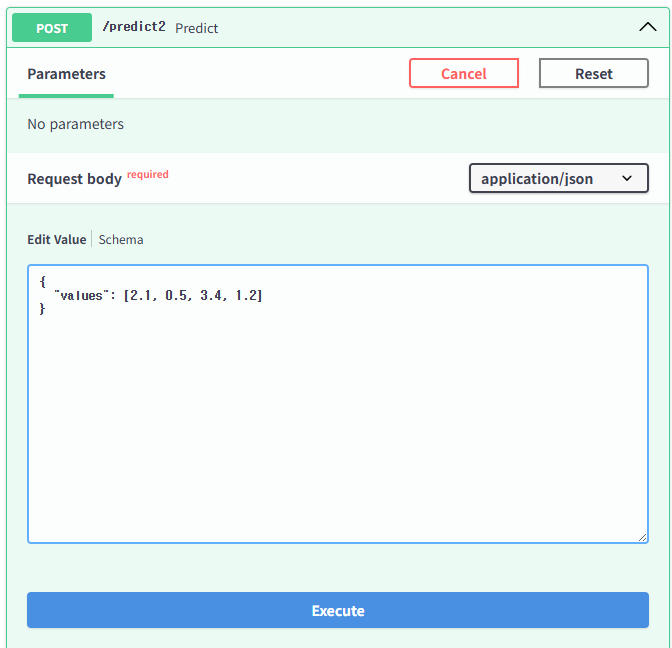 POST /predict2 Predict
Parameters Cancel Reset
No parameters
Request body required application/json
Edit Value Schema
{
  "values": [2.1, 0.5, 3.4, 1.2]
}
Execute